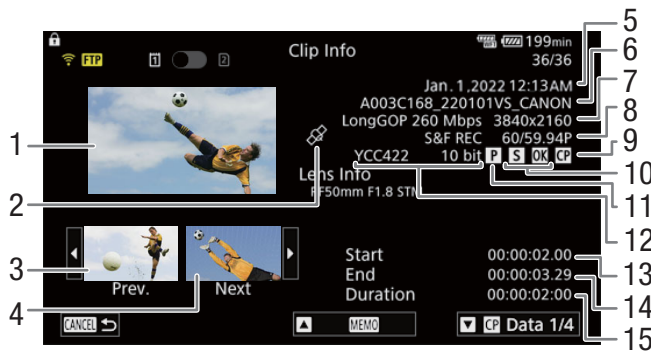 FTP 1 2 Clip Info 199min
36/36
Jan. 1,2022 12:13AM
A003C168_220101VS_CANON
LongGOP 260 Mbps 3840x2160
S&F REC 60/59.94P
YCC422 10 bit P S OK CP
Lens Info
RF50mm F1.8 STM
Prev. Next
Start 00:00:02.00
End 00:00:03.29
Duration 00:00:02:00
CANCEL MEMO CP Data 1/4
1
2
3
4
5
6
7
8
9
10
11
12
13
14
15